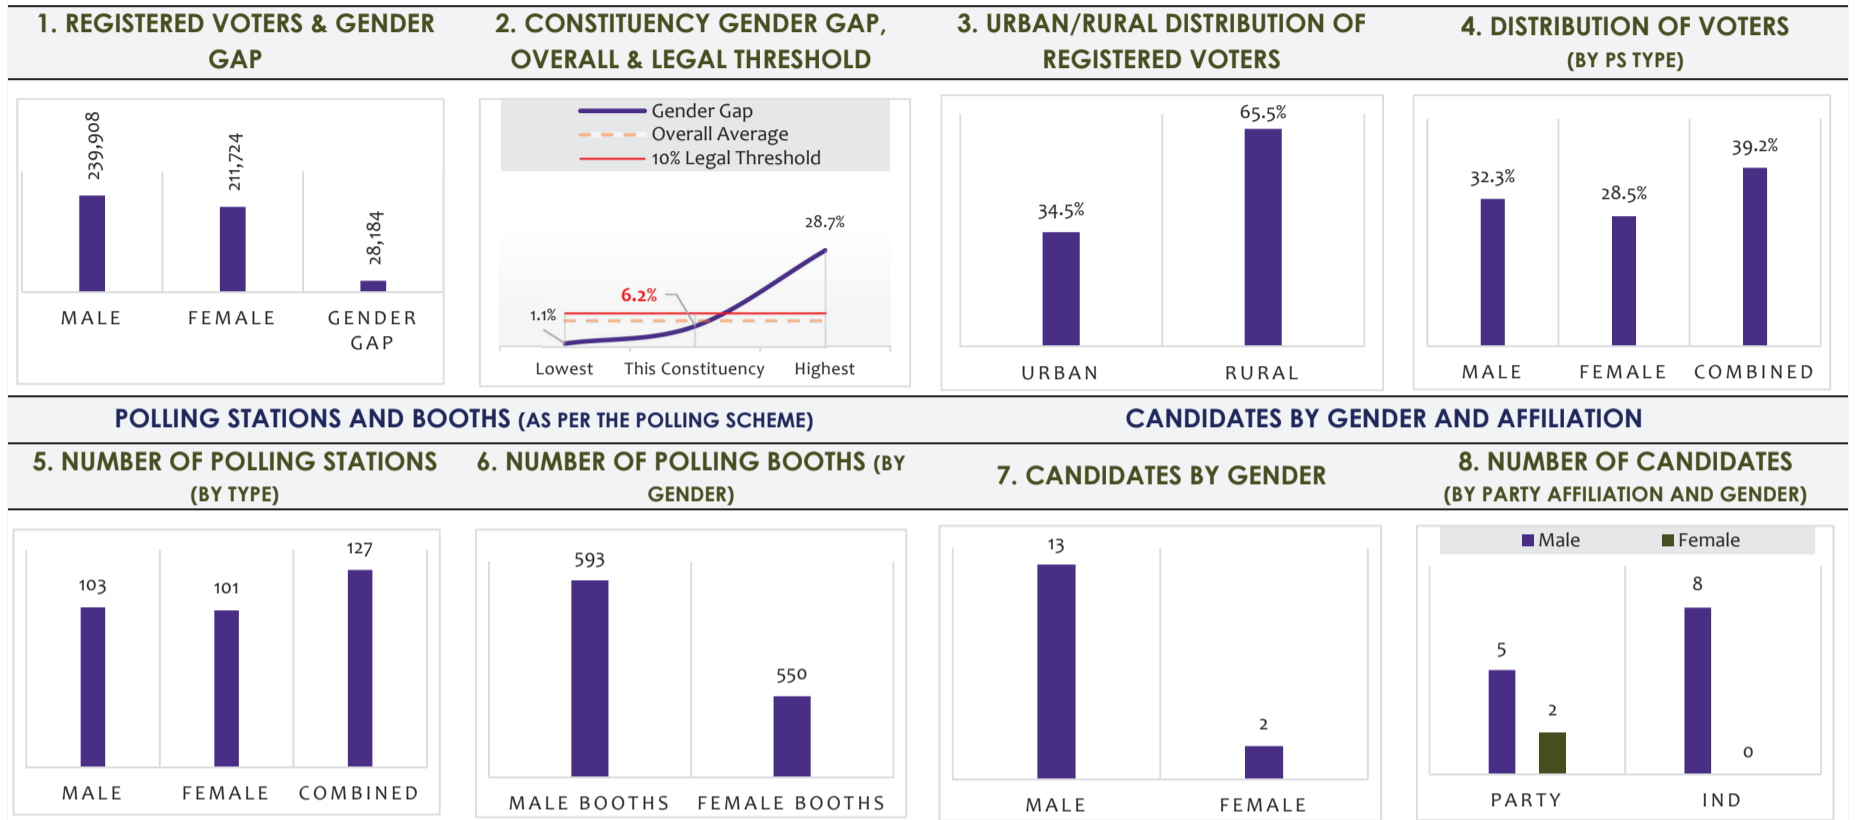 1. REGISTERED VOTERS & GENDER
GAP
239,908
211,724
28,184
MALE
FEMALE
GENDER
GAP
2. CONSTITUENCY GENDER GAP,
OVERALL & LEGAL THRESHOLD
Gender Gap
Overall Average
10% Legal Threshold
28.7%
6.2%
1.1%
Lowest
This Constituency
Highest
3. URBAN/RURAL DISTRIBUTION OF
REGISTERED VOTERS
65.5%
34.5%
URBAN
RURAL
4. DISTRIBUTION OF VOTERS
(BY PS TYPE)
39.2%
32.3%
28.5%
MALE
FEMALE
COMBINED
POLLING STATIONS AND BOOTHS (AS PER THE POLLING SCHEME)
CANDIDATES BY GENDER AND AFFILIATION
5. NUMBER OF POLLING STATIONS
(BY TYPE)
127
103
101
MALE
FEMALE
COMBINED
6. NUMBER OF POLLING BOOTHS (BY
GENDER)
593
550
MALE BOOTHS
FEMALE BOOTHS
7. CANDIDATES BY GENDER
13
2
MALE
FEMALE
8. NUMBER OF CANDIDATES
(BY PARTY AFFILIATION AND GENDER)
Male
Female
8
5
2
0
PARTY
IND